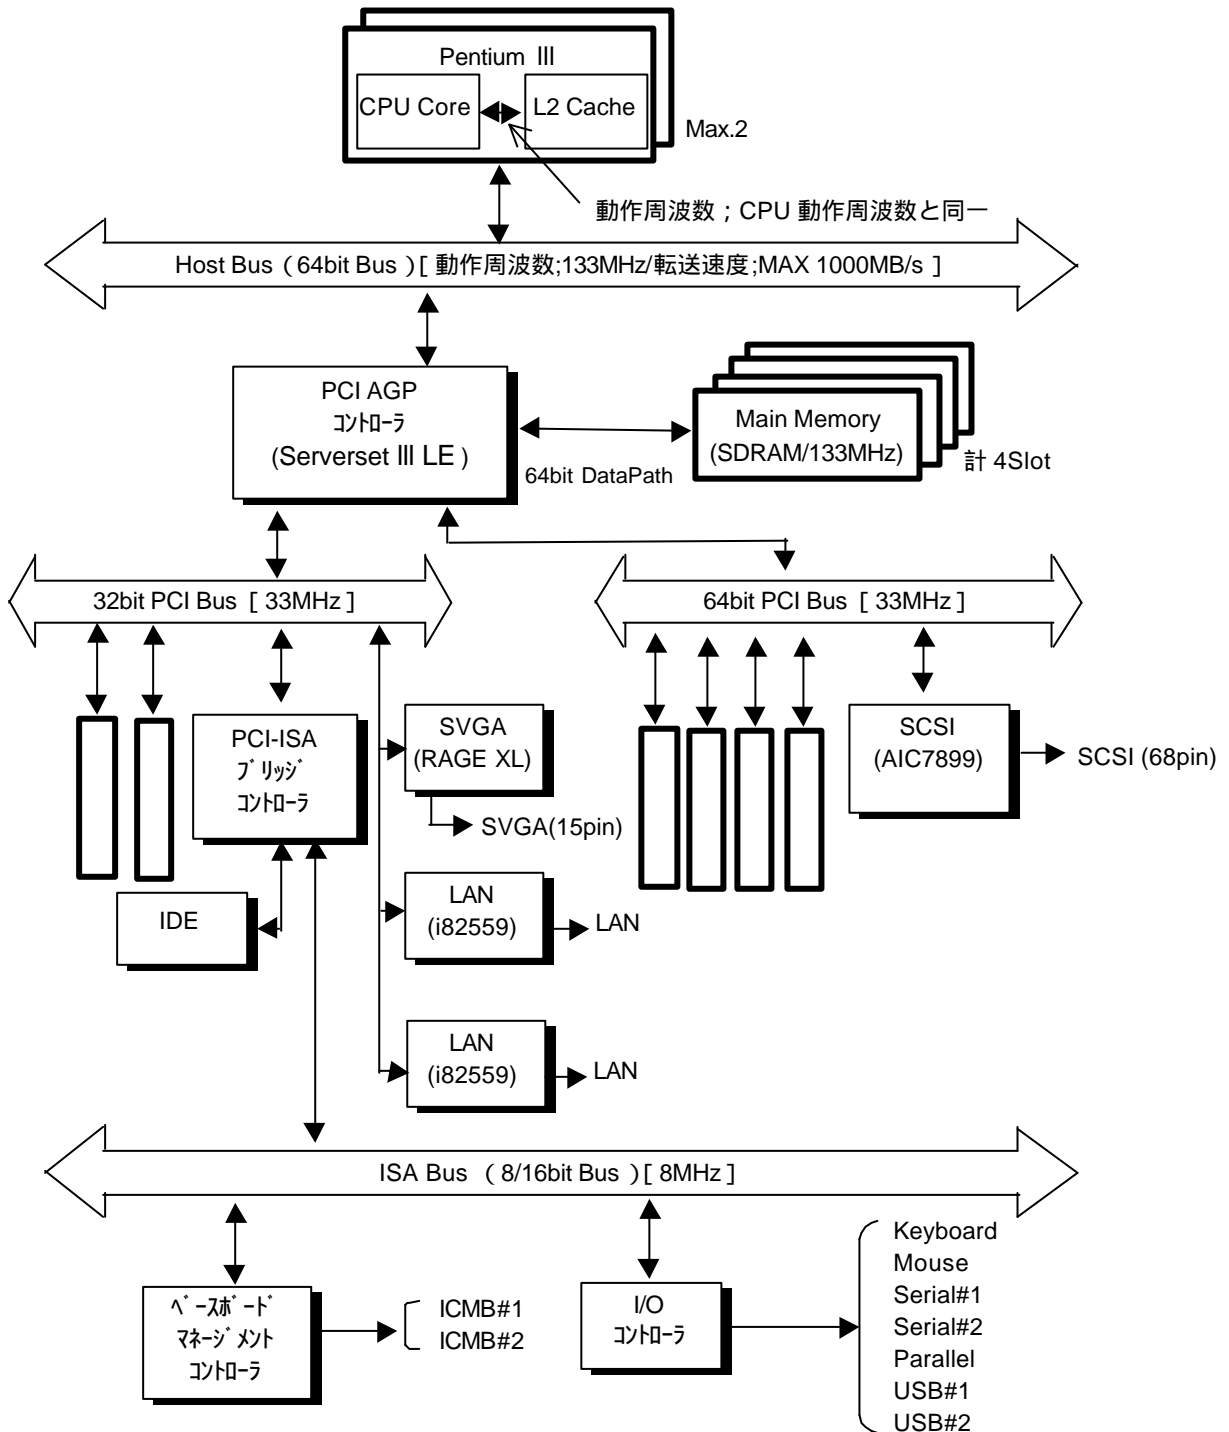 Pentium Ⅲ
CPU Core
L2 Cache
Max.2
動作周波数；CPU 動作周波数と同一
Host Bus（64bit Bus）[ 動作周波数;133MHz/転送速度;MAX 1000MB/s ]
PCI AGP
ｺﾝﾄﾛｰﾗ
(Serverset Ⅲ LE )
64bit DataPath
Main Memory
(SDRAM/133MHz)
計 4Slot
32bit PCI Bus [ 33MHz ]
64bit PCI Bus [ 33MHz ]
PCI-ISA
ﾌﾞﾘｯｼﾞ
ｺﾝﾄﾛｰﾗ
SVGA
(RAGE XL)
SVGA(15pin)
SCSI
(AIC7899)
SCSI (68pin)
IDE
LAN
(i82559)
LAN
LAN
(i82559)
LAN
ISA Bus （8/16bit Bus）[ 8MHz ]
ﾍﾞｰｽﾎﾞｰﾄﾞ
ﾏﾈｰｼﾞﾒﾝﾄ
ｺﾝﾄﾛｰﾗ
ICMB#1
ICMB#2
I/O
ｺﾝﾄﾛｰﾗ
Keyboard
Mouse
Serial#1
Serial#2
Parallel
USB#1
USB#2